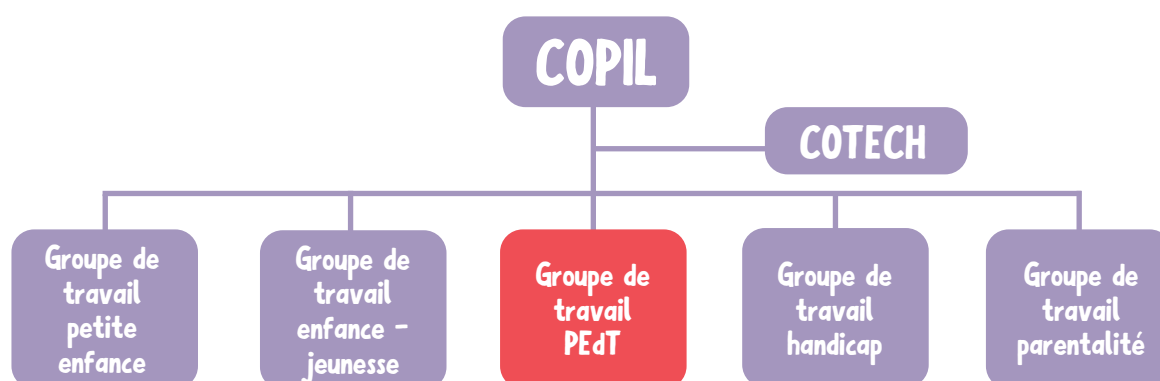 COPIL
COTECH
Groupe de
travail
petite
enfance
Groupe de
travail
enfance -
jeunesse
Groupe de
travail
PEdT
Groupe de
travail
handicap
Groupe de
travail
parentalité